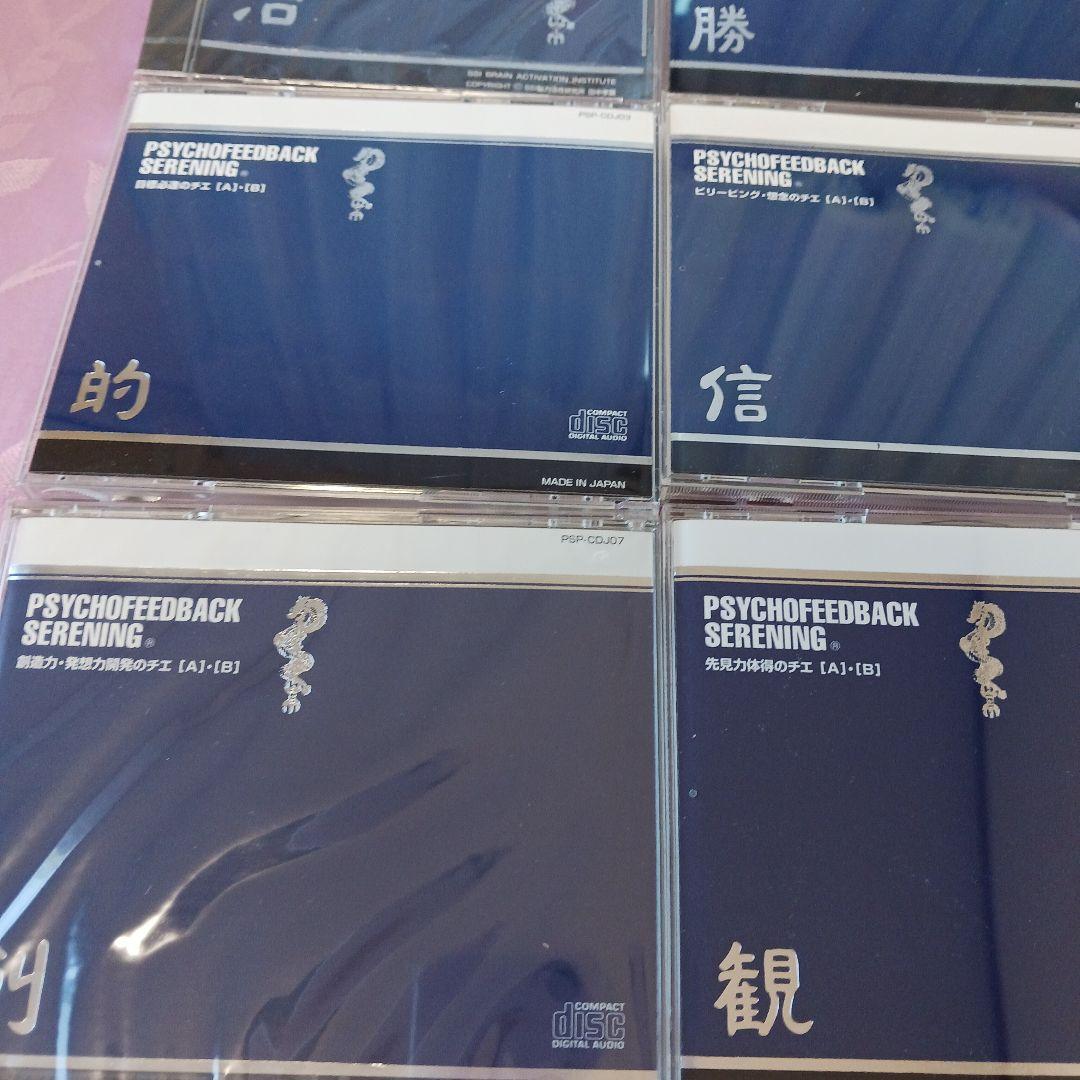 勝
SSI BRAIN ACTIVATION INSTITUTE
PSP-CDJ03
PSYCHOFEEDBACK
SERENING®
目標必達のチエ [A]・[B]
的
COMPACT
disc
DIGITAL AUDIO
MADE IN JAPAN
PSYCHOFEEDBACK
SERENING®
ビリービング・信念のチエ [A]・[B]
信
PSP-CDJ07
PSYCHOFEEDBACK
SERENING®
創造力・発想力開発のチエ [A]・[B]
COMPACT
disc
DIGITAL AUDIO
PSYCHOFEEDBACK
SERENING®
先見力体得のチエ [A]・[B]
観